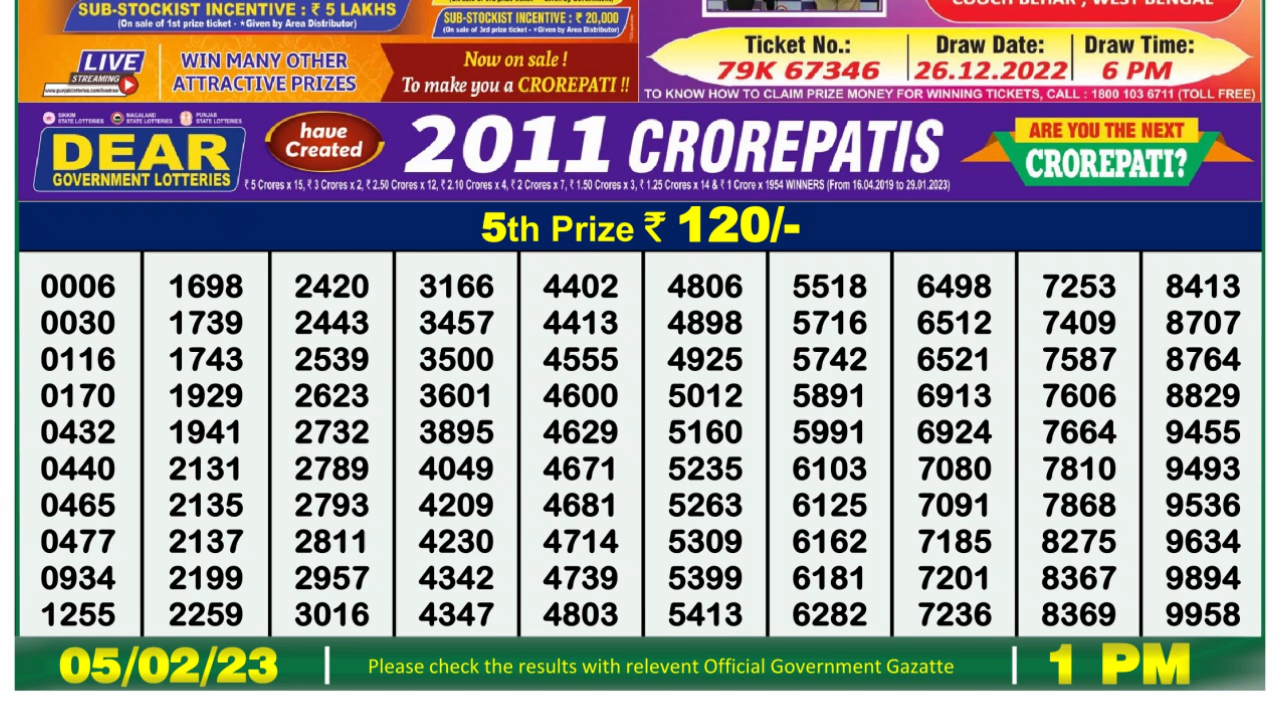 SUB-STOCKIST INCENTIVE : ₹ 5 LAKHS
(On sale of 1st prize ticket - *Given by Area Distributor)
SUB-STOCKIST INCENTIVE : ₹ 20,000
(On sale of 3rd prize ticket - *Given by Area Distributor)
COOCH BEHAR , WEST BENGAL
LIVE
STREAMING
www.punjablotteries.com/livedraw
WIN MANY OTHER
ATTRACTIVE PRIZES
Now on sale !
To make you a CROREPATI !!
Ticket No.: Draw Date: Draw Time:
79K 67346 26.12.2022 6 PM
TO KNOW HOW TO CLAIM PRIZE MONEY FOR WINNING TICKETS, CALL : 1800 103 6711 (TOLL FREE)
SIKKIM STATE LOTTERIES NAGALAND STATE LOTTERIES PUNJAB STATE LOTTERIES
DEAR
GOVERNMENT LOTTERIES
have
Created
2011 CROREPATIS
₹ 5 Crores x 15, ₹ 3 Crores x 2, ₹ 2.50 Crores x 12, ₹ 2.10 Crores x 4, ₹ 2 Crores x 7, ₹ 1.50 Crores x 3, ₹ 1.25 Crores x 14 & ₹ 1 Crore x 1954 WINNERS (From 16.04.2019 to 29.01.2023)
ARE YOU THE NEXT
CROREPATI?
5th Prize ₹ 120/-
0006 1698 2420 3166 4402 4806 5518 6498 7253 8413
0030 1739 2443 3457 4413 4898 5716 6512 7409 8707
0116 1743 2539 3500 4555 4925 5742 6521 7587 8764
0170 1929 2623 3601 4600 5012 5891 6913 7606 8829
0432 1941 2732 3895 4629 5160 5991 6924 7664 9455
0440 2131 2789 4049 4671 5235 6103 7080 7810 9493
0465 2135 2793 4209 4681 5263 6125 7091 7868 9536
0477 2137 2811 4230 4714 5309 6162 7185 8275 9634
0934 2199 2957 4342 4739 5399 6181 7201 8367 9894
1255 2259 3016 4347 4803 5413 6282 7236 8369 9958
05/02/23 Please check the results with relevent Official Government Gazatte 1 PM